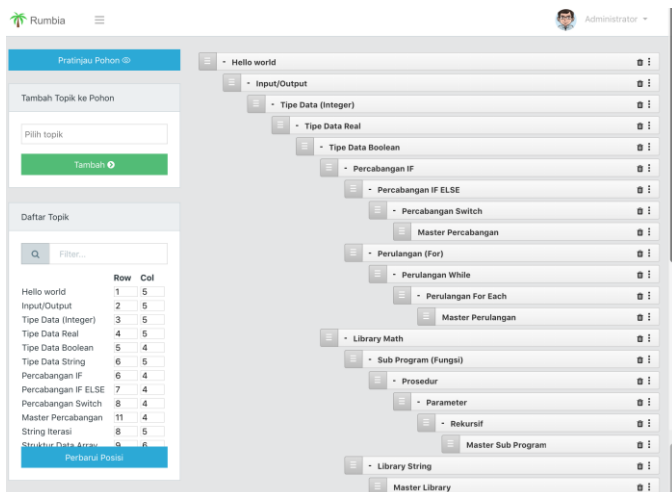 Rumbia
Administrator
Pratinjau Pohon
Tambah Topik ke Pohon
Pilih topik
Tambah
Daftar Topik
Filter...
Row Col
Hello world 1 5
Input/Output 2 5
Tipe Data (Integer) 3 5
Tipe Data Real 4 5
Tipe Data Boolean 5 4
Tipe Data String 6 5
Percabangan IF 6 4
Percabangan IF ELSE 7 4
Percabangan Switch 8 4
Master Percabangan 11 4
String Iterasi 8 5
Struktur Data Array 9 6
Perbarui Posisi
- Hello world
- Input/Output
- Tipe Data (Integer)
- Tipe Data Real
- Tipe Data Boolean
- Percabangan IF
- Percabangan IF ELSE
- Percabangan Switch
Master Percabangan
- Perulangan (For)
- Perulangan While
- Perulangan For Each
Master Perulangan
- Library Math
- Sub Program (Fungsi)
- Prosedur
- Parameter
- Rekursif
Master Sub Program
- Library String
Master Library